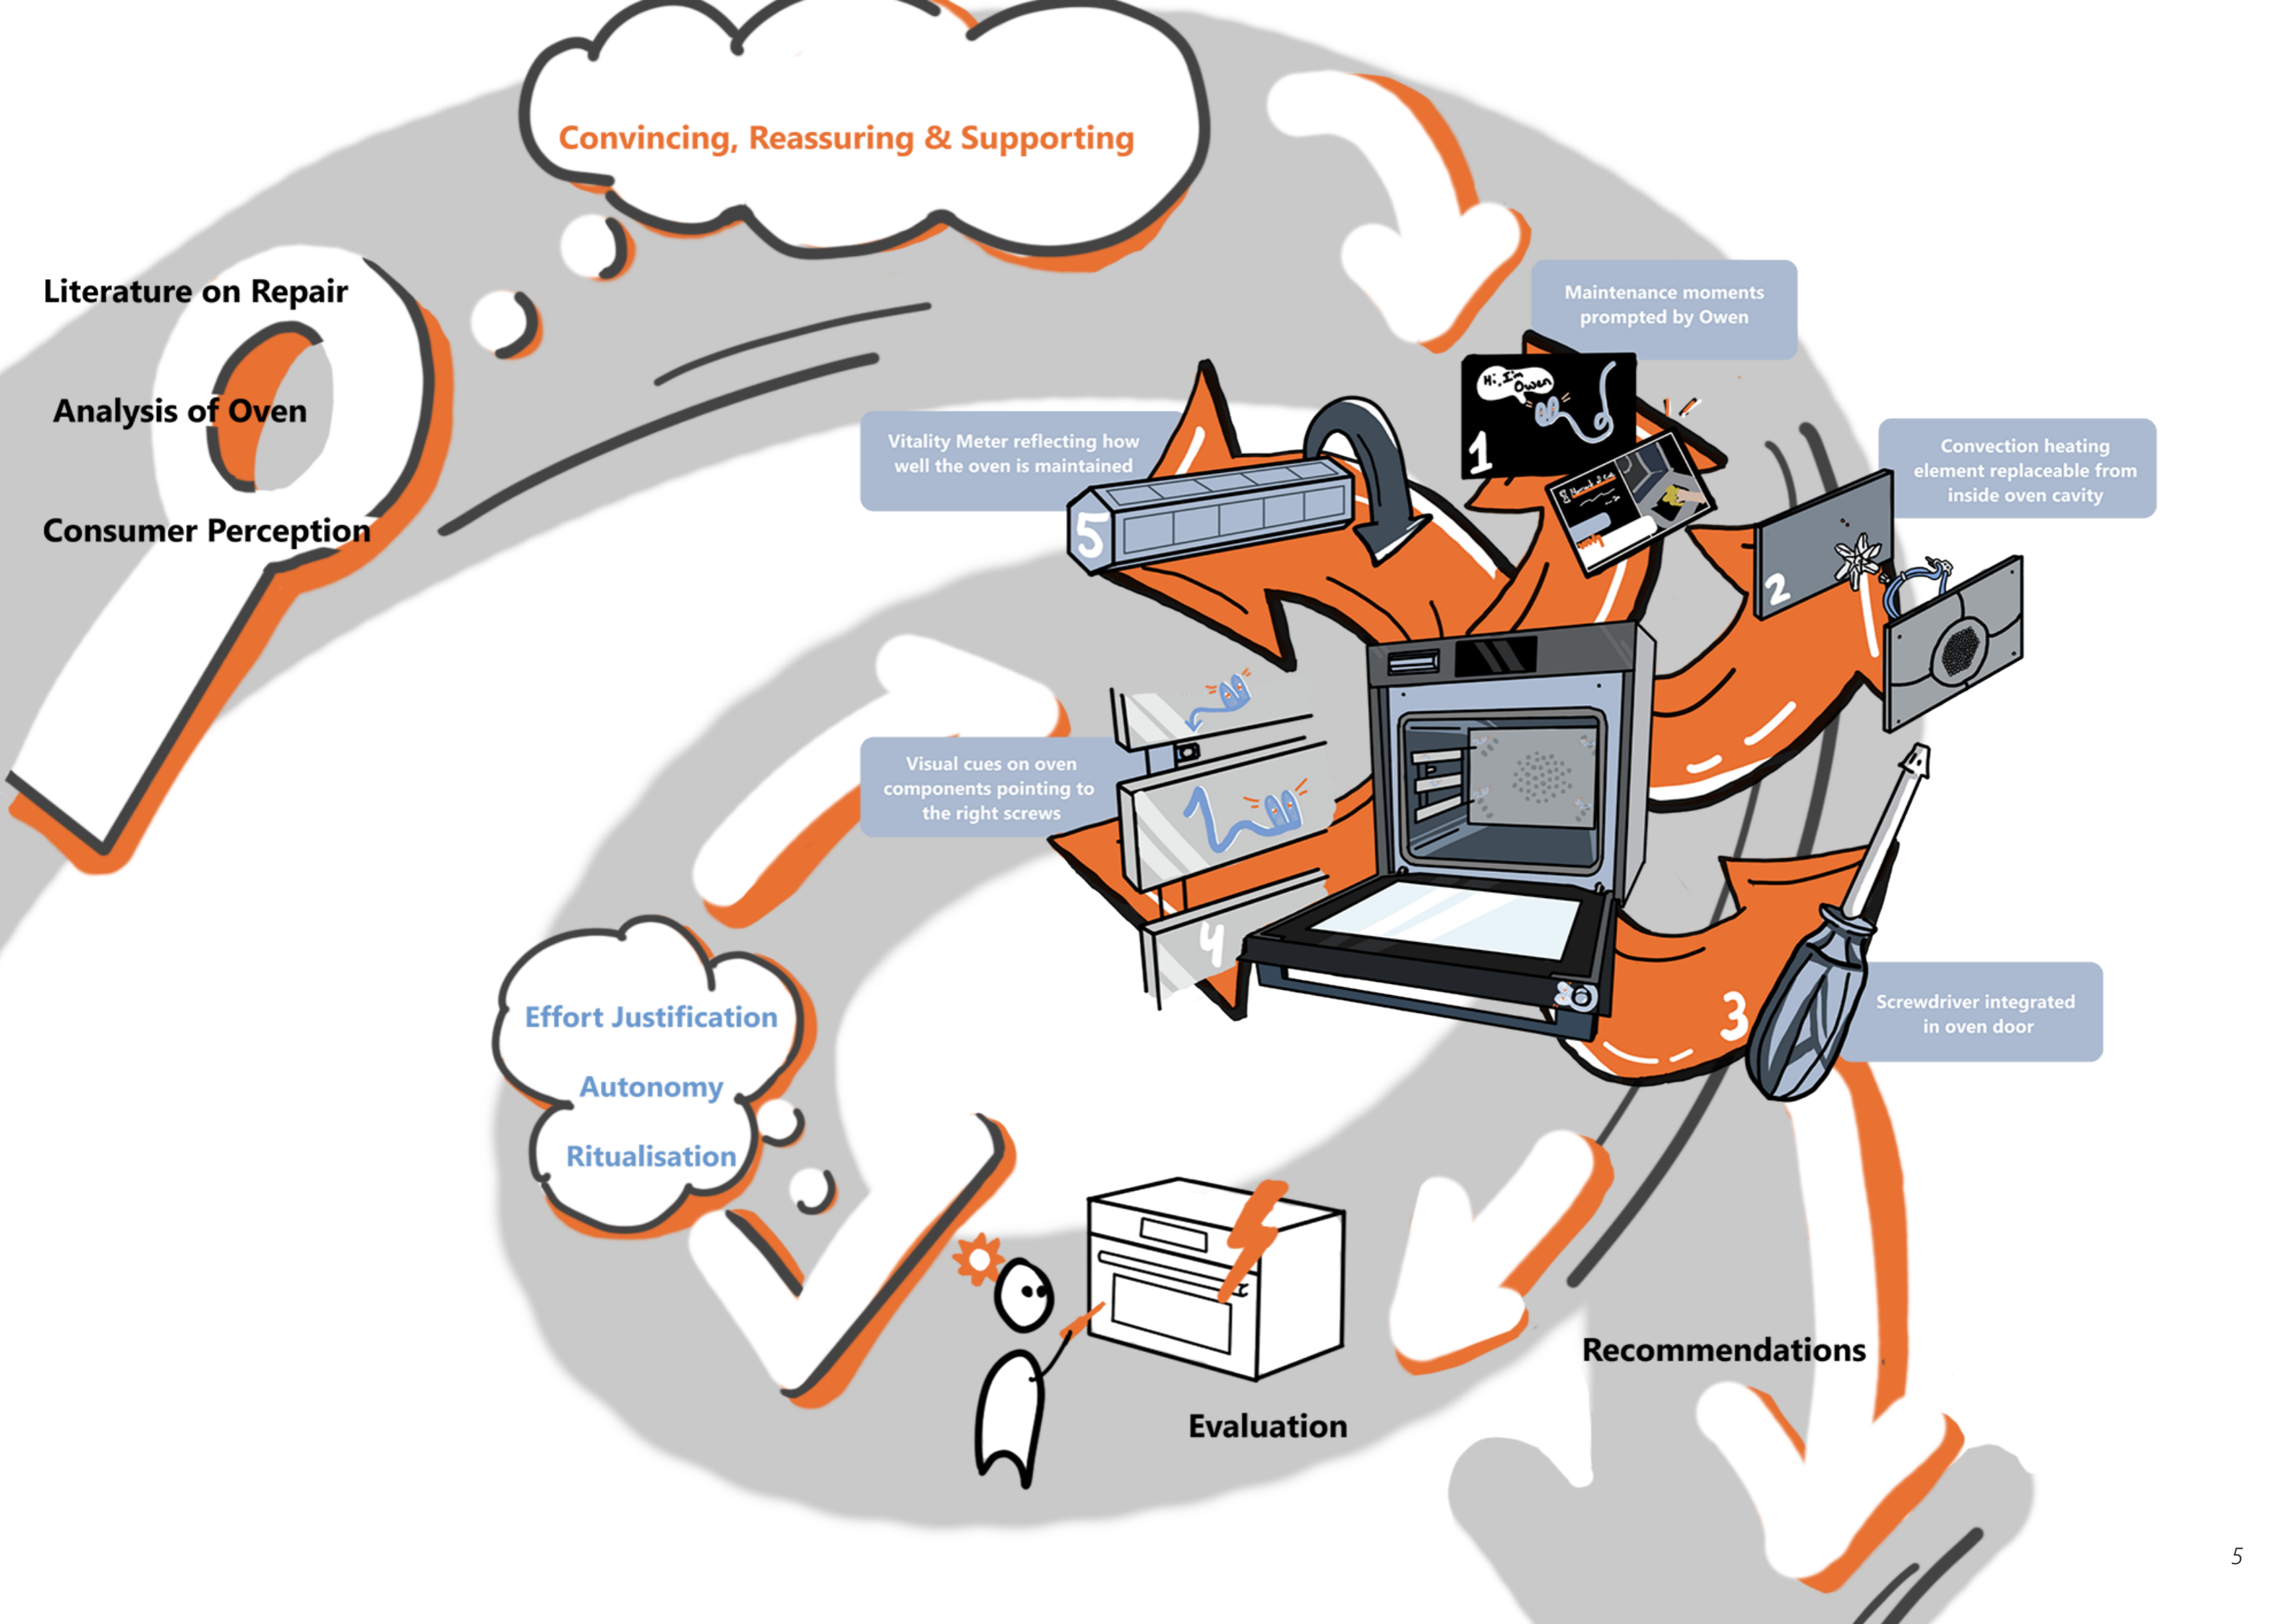 Convincing, Reassuring & Supporting
Literature on Repair
Analysis of Oven
Consumer Perception
Maintenance moments
prompted by Owen
Hi, I'm
Owen
1
Convection heating
element replaceable from
inside oven cavity
2
Vitality Meter reflecting how
well the oven is maintained
5
Visual cues on oven
components pointing to
the right screws
4
Screwdriver integrated
in oven door
3
Effort Justification
Autonomy
Ritualisation
Evaluation
Recommendations
5